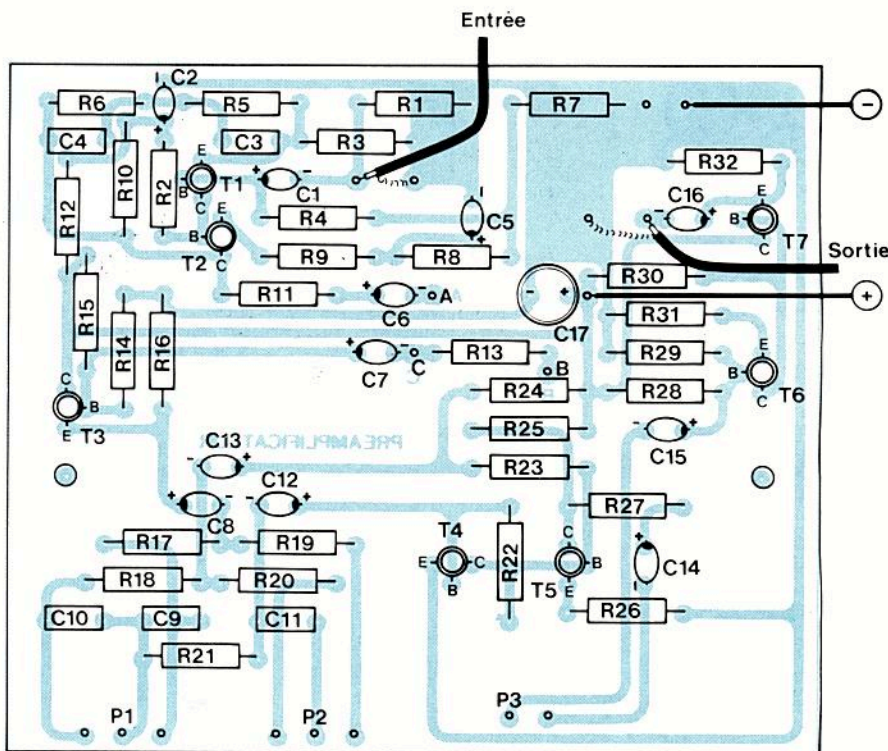 Entrée
C2
R6
R5
R1
R7
−
C4
C3
R3
R32
R10
R2
E
B
T1
C
+
-
C1
C16
E
B
T7
C
R12
R4
C5
E
B
T2
C
R9
R8
Sortie
R30
R15
R11
C6
A
- +
C17
+
R31
R14
R16
C7
C
R13
B
R29
E
B
T6
C
R24
R28
C
B
E
T3
R25
C15
PREAMPLIFICAT
C13
R23
C12
C8
R27
R17
R19
T4
E
C
B
R22
C
B
E
T5
C14
R18
R20
R26
C10
C9
C11
R21
P1
P2
P3